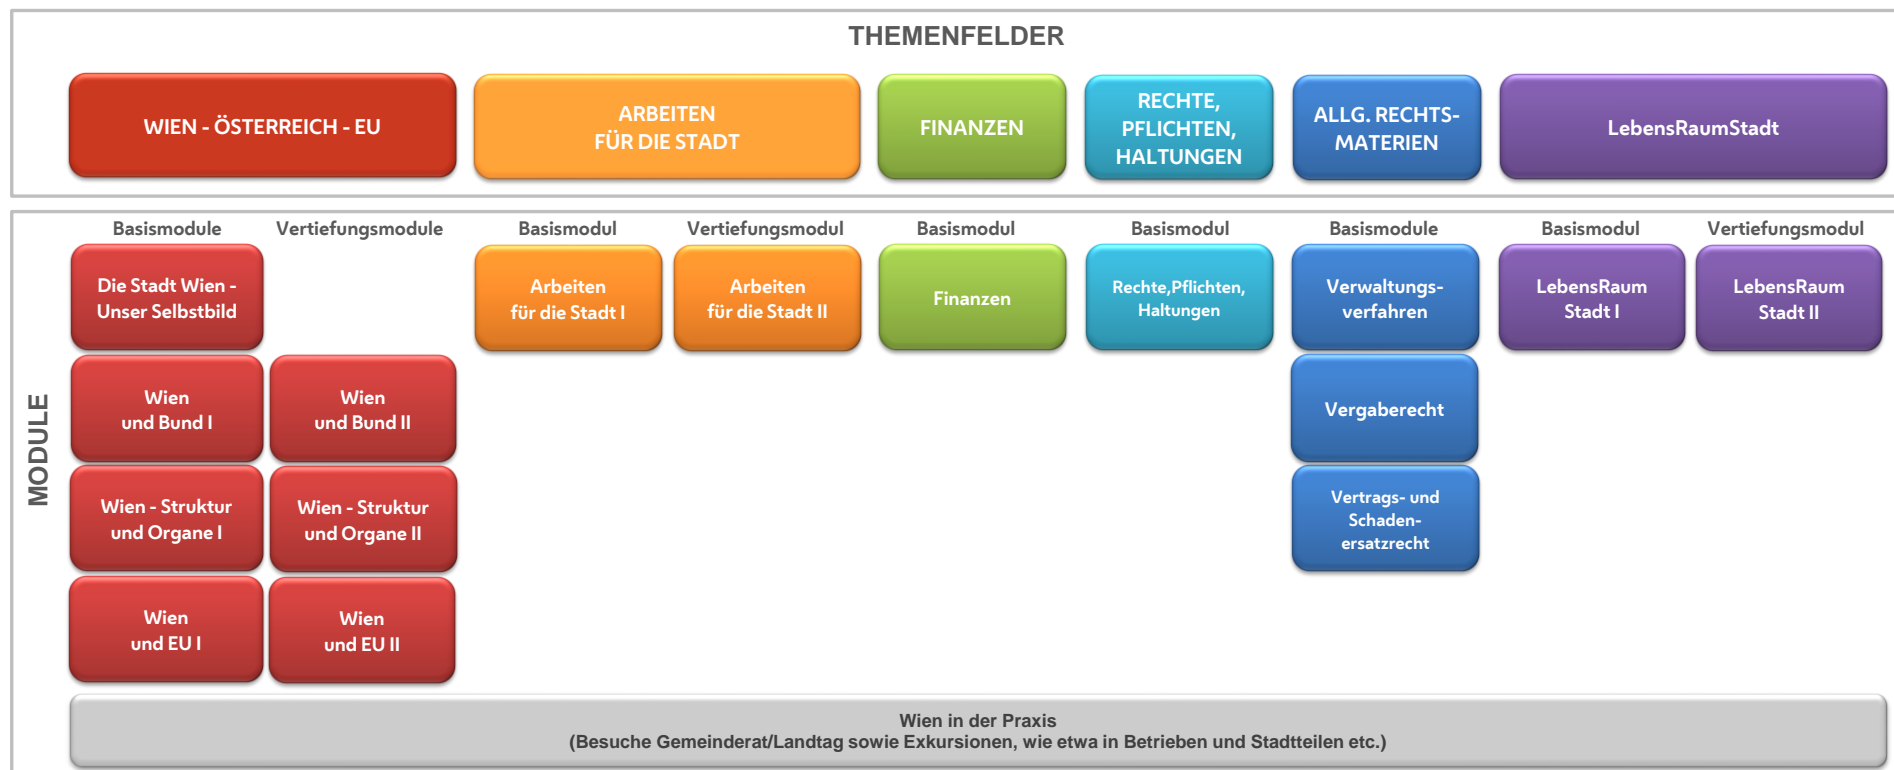 THEMENFELDER
WIEN - ÖSTERREICH - EU
ARBEITEN
FÜR DIE STADT
FINANZEN
RECHTE,
PFLICHTEN,
HALTUNGEN
ALLG. RECHTS-
MATERIEN
LebensRaumStadt
MODULE
Basismodule
Vertiefungsmodule
Basismodul
Vertiefungsmodul
Basismodul
Basismodul
Basismodule
Basismodul
Vertiefungsmodul
Die Stadt Wien -
Unser Selbstbild
Arbeiten
für die Stadt I
Arbeiten
für die Stadt II
Finanzen
Rechte,Pflichten,
Haltungen
Verwaltungs-
verfahren
LebensRaum
Stadt I
LebensRaum
Stadt II
Wien
und Bund I
Wien
und Bund II
Vergaberecht
Wien - Struktur
und Organe I
Wien - Struktur
und Organe II
Vertrags- und
Schaden-
ersatzrecht
Wien
und EU I
Wien
und EU II
Wien in der Praxis
(Besuche Gemeinderat/Landtag sowie Exkursionen, wie etwa in Betrieben und Stadtteilen etc.)